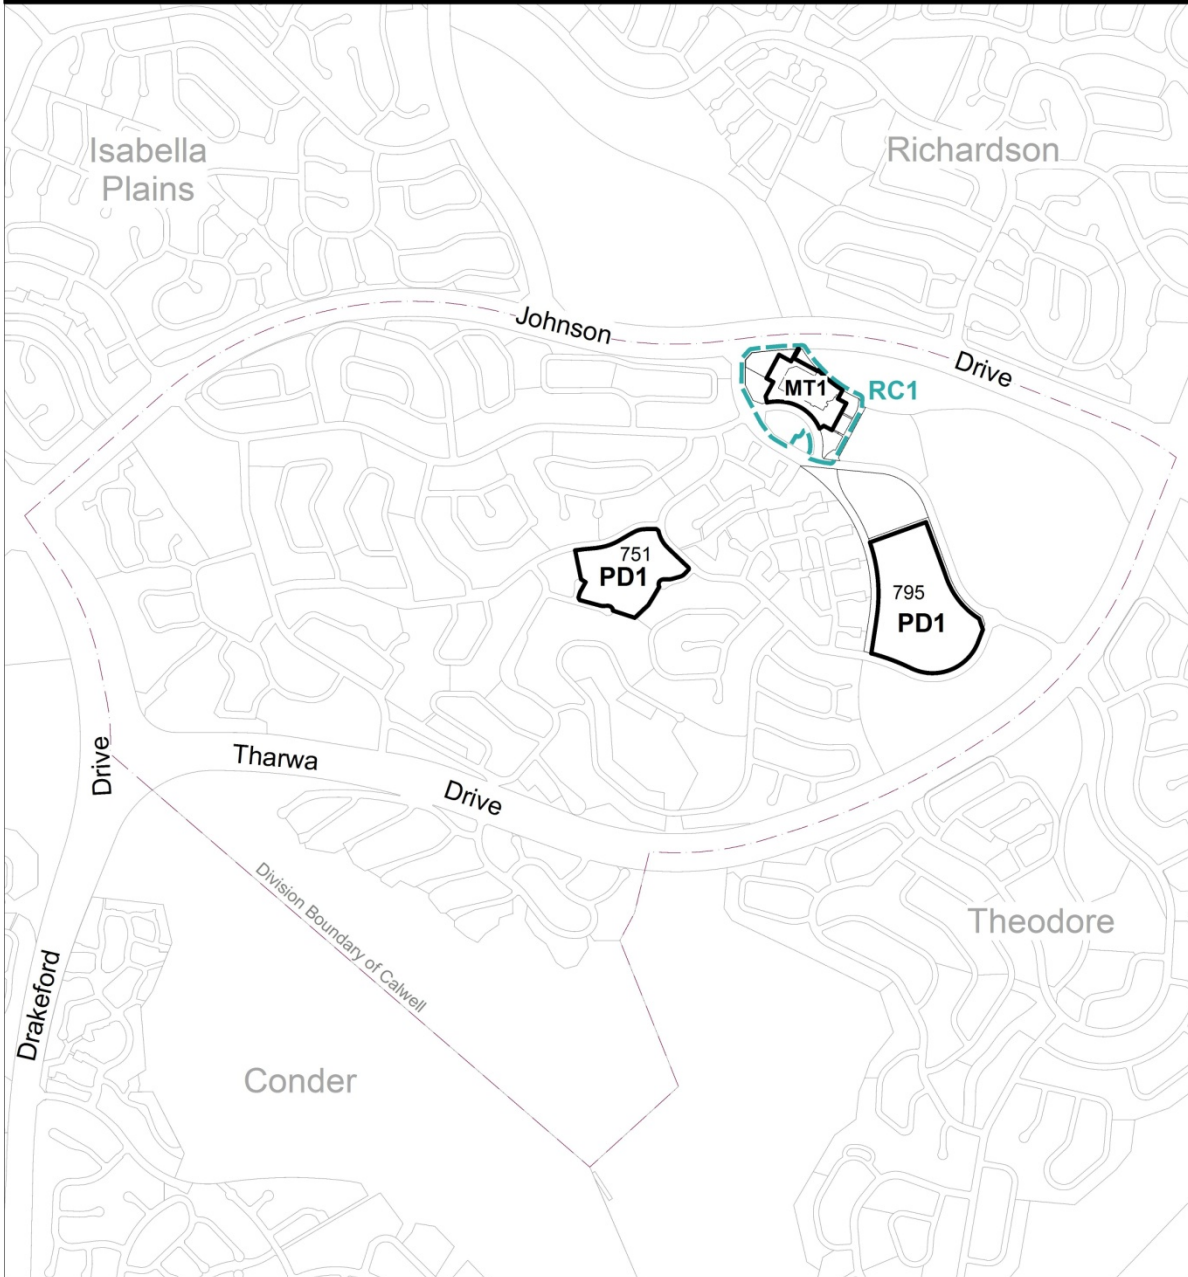 Isabella
Plains
Richardson
Johnson
Drive
MT1
RC1
751
PD1
795
PD1
Drive
Tharwa
Drive
Division Boundary of Calwell
Theodore
Drakeford
Conder